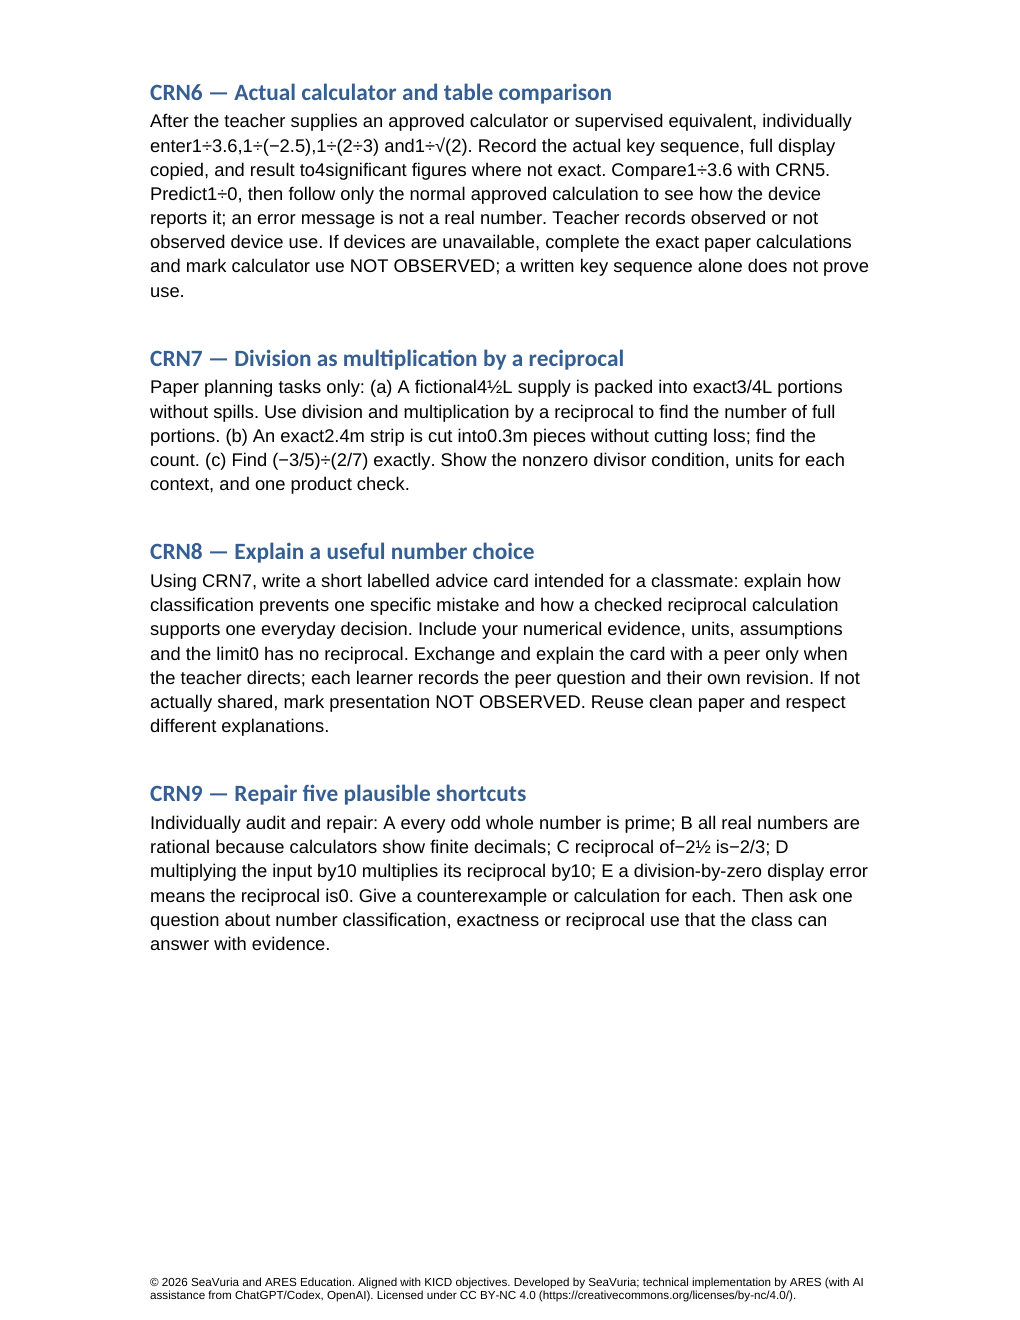 CRN6 — Actual calculator and table comparison
After the teacher supplies an approved calculator or supervised equivalent, individually
enter1÷3.6,1÷(−2.5),1÷(2÷3) and1÷√(2). Record the actual key sequence, full display
copied, and result to4significant figures where not exact. Compare1÷3.6 with CRN5.
Predict1÷0, then follow only the normal approved calculation to see how the device
reports it; an error message is not a real number. Teacher records observed or not
observed device use. If devices are unavailable, complete the exact paper calculations
and mark calculator use NOT OBSERVED; a written key sequence alone does not prove
use.
CRN7 — Division as multiplication by a reciprocal
Paper planning tasks only: (a) A fictional4½L supply is packed into exact3/4L portions
without spills. Use division and multiplication by a reciprocal to find the number of full
portions. (b) An exact2.4m strip is cut into0.3m pieces without cutting loss; find the
count. (c) Find (−3/5)÷(2/7) exactly. Show the nonzero divisor condition, units for each
context, and one product check.
CRN8 — Explain a useful number choice
Using CRN7, write a short labelled advice card intended for a classmate: explain how
classification prevents one specific mistake and how a checked reciprocal calculation
supports one everyday decision. Include your numerical evidence, units, assumptions
and the limit0 has no reciprocal. Exchange and explain the card with a peer only when
the teacher directs; each learner records the peer question and their own revision. If not
actually shared, mark presentation NOT OBSERVED. Reuse clean paper and respect
different explanations.
CRN9 — Repair five plausible shortcuts
Individually audit and repair: A every odd whole number is prime; B all real numbers are
rational because calculators show finite decimals; C reciprocal of−2½ is−2/3; D
multiplying the input by10 multiplies its reciprocal by10; E a division-by-zero display error
means the reciprocal is0. Give a counterexample or calculation for each. Then ask one
question about number classification, exactness or reciprocal use that the class can
answer with evidence.
© 2026 SeaVuria and ARES Education. Aligned with KICD objectives. Developed by SeaVuria; technical implementation by ARES (with AI
assistance from ChatGPT/Codex, OpenAI). Licensed under CC BY-NC 4.0 (https://creativecommons.org/licenses/by-nc/4.0/).